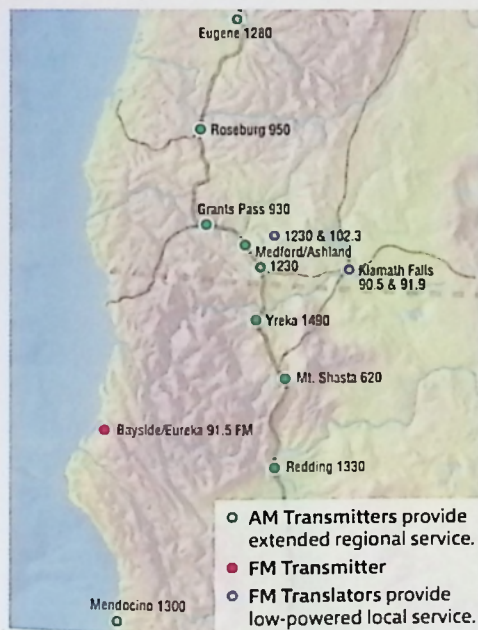 Eugene 1280
Roseburg 950
Grants Pass 930
1230 & 102.3
Medford/Ashland
1230
Klamath Falls
90.5 & 91.9
Yreka 1490
Mt. Shasta 620
Bayside/Eureka 91.5 FM
Redding 1330
Mendocino 1300
AM Transmitters provide
extended regional service.
FM Transmitter
FM Translators provide
low-powered local service.